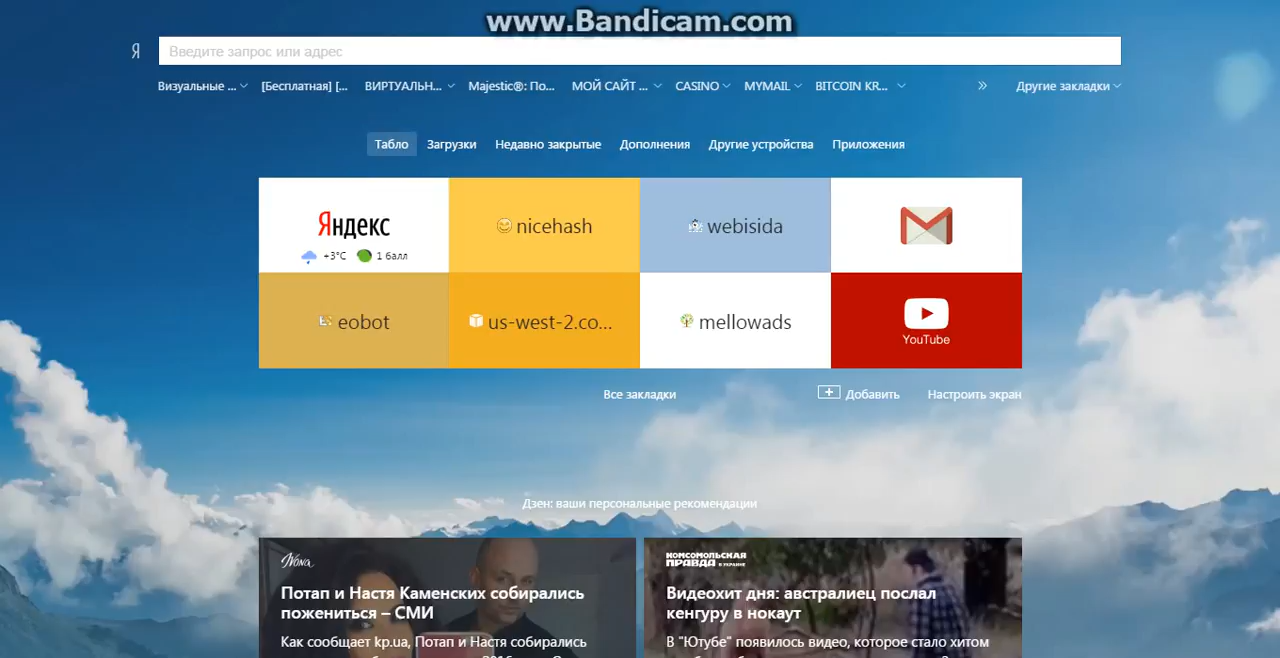 www.Bandicam.com
Я Введите запрос или адрес
Визуальные ... [Бесплатная] [... ВИРТУАЛЬН... Majestic®: По... МОЙ САЙТ ... CASINO MYMAIL BITCOIN KR... » Другие закладки
Табло Загрузки Недавно закрытые Дополнения Другие устройства Приложения
Яндекс
+3°C 1 балл
nicehash
webisida
eobot
us-west-2.co...
mellowads
YouTube
Все закладки
Добавить
Настроить экран
Дзен: ваши персональные рекомендации
Nona
Потап и Настя Каменских собирались
пожениться – СМИ
Как сообщает kp.ua, Потап и Настя собирались
КОМСОМОЛЬСКАЯ
ПРАВДА В УКРАИНЕ
Видеохит дня: австралиец послал
кенгуру в нокаут
В "Ютубе" появилось видео, которое стало хитом